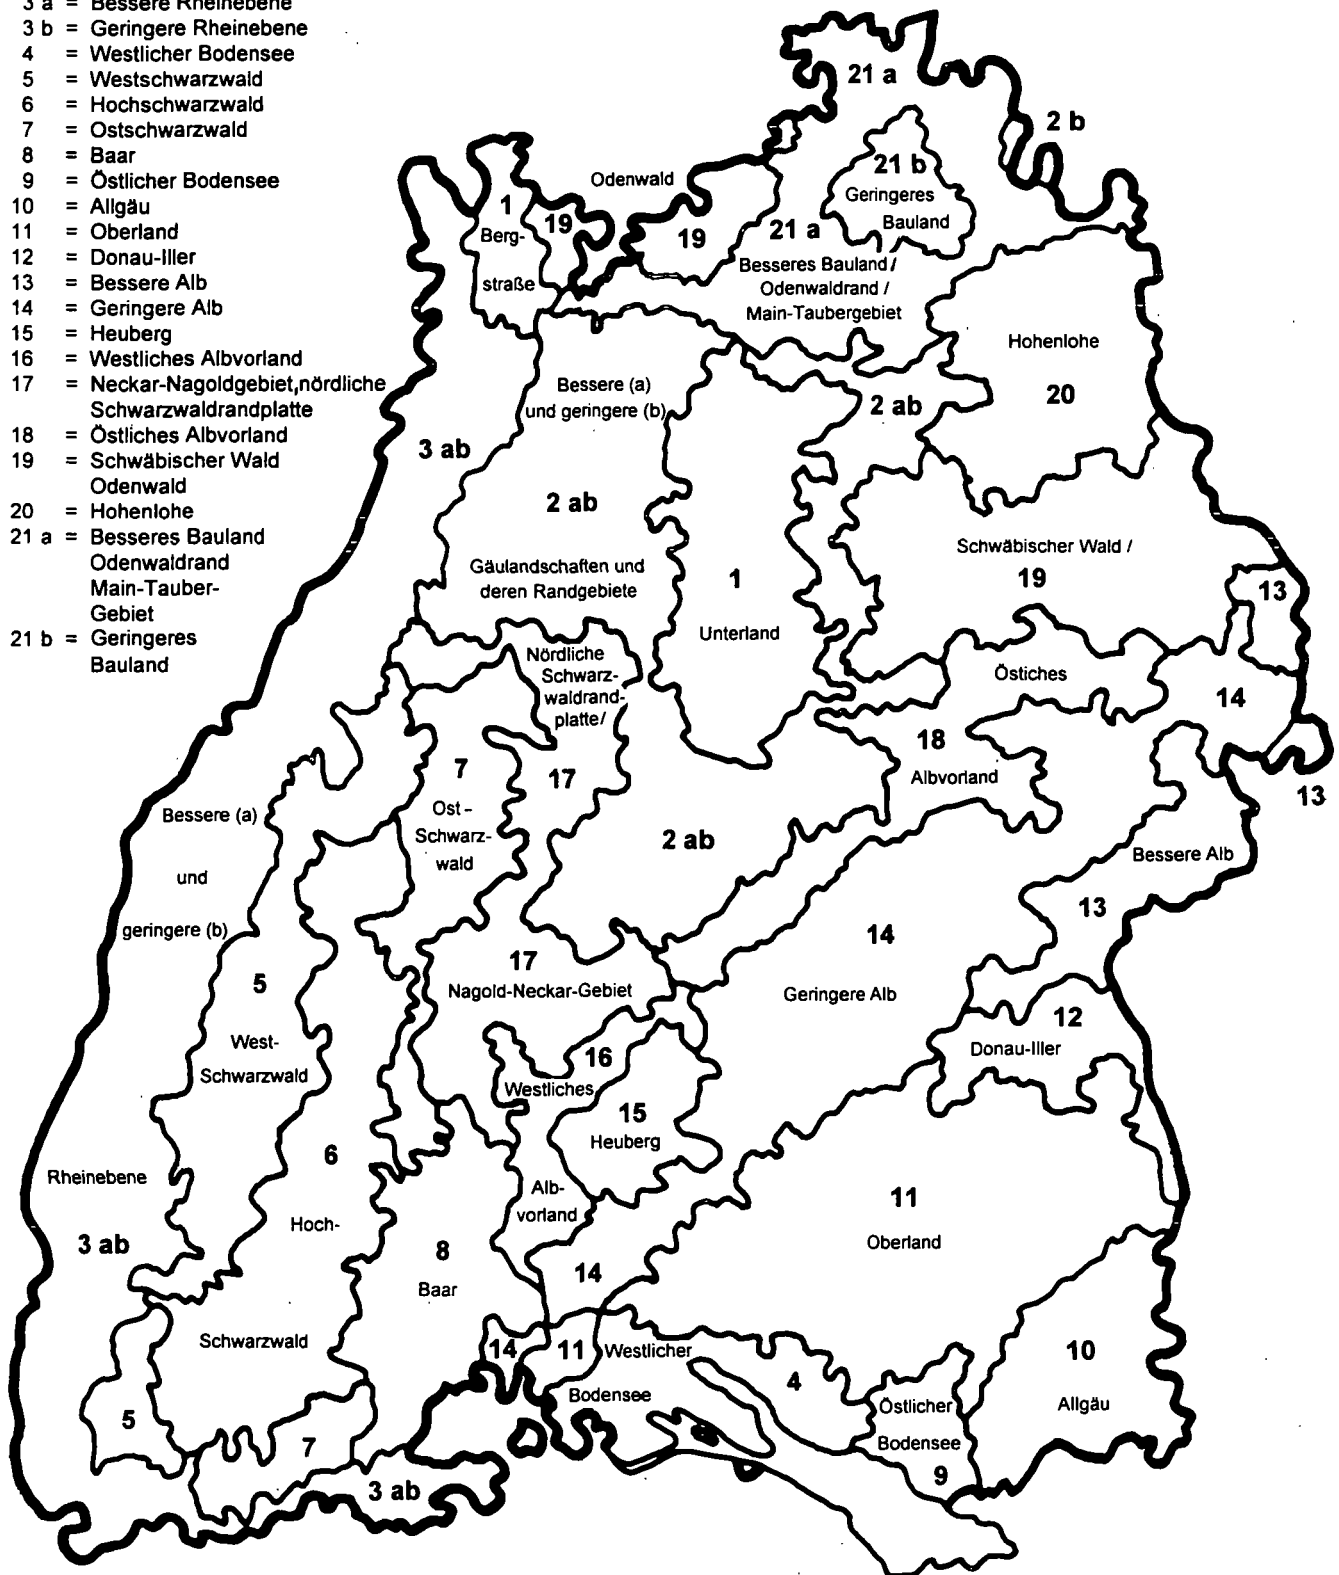 3 a = Bessere Rheinebene
3 b = Geringere Rheinebene
4 = Westlicher Bodensee
5 = Westschwarzwald
6 = Hochschwarzwald
7 = Ostschwarzwald
8 = Baar
9 = Östlicher Bodensee
10 = Allgäu
11 = Oberland
12 = Donau-Iller
13 = Bessere Alb
14 = Geringere Alb
15 = Heuberg
16 = Westliches Albvorland
17 = Neckar-Nagoldgebiet,nördliche
Schwarzwaldrandplatte
18 = Östliches Albvorland
19 = Schwäbischer Wald
Odenwald
20 = Hohenlohe
21 a = Besseres Bauland
Odenwaldrand
Main-Tauber-
Gebiet
21 b = Geringeres
Bauland
21 a
2 b
21 b
Geringeres
Bauland
Odenwald
1
Berg-
straße
19
19
21 a
Besseres Bauland /
Odenwaldrand /
Main-Taubergebiet
Hohenlohe
20
Bessere (a)
und geringere (b)
2 ab
3 ab
2 ab
Gäulandschaften und
deren Randgebiete
1
Unterland
Schwäbischer Wald /
19
13
Östiches
14
13
18
Albvorland
Nördliche
Schwarz-
waldrand-
platte/
17
7
Ost –
Schwarz-
wald
Bessere (a)
und
geringere (b)
2 ab
Bessere Alb
13
14
Geringere Alb
17
Nagold-Neckar-Gebiet
5
West-
Schwarzwald
12
Donau-Iller
16
Westliches
15
Heuberg
6
Hoch-
Rheinebene
3 ab
Alb-
vorland
11
Oberland
8
Baar
14
Schwarzwald
14
11
Westlicher
Bodensee
4
10
Allgäu
Östlicher
Bodensee
9
5
7
3 ab